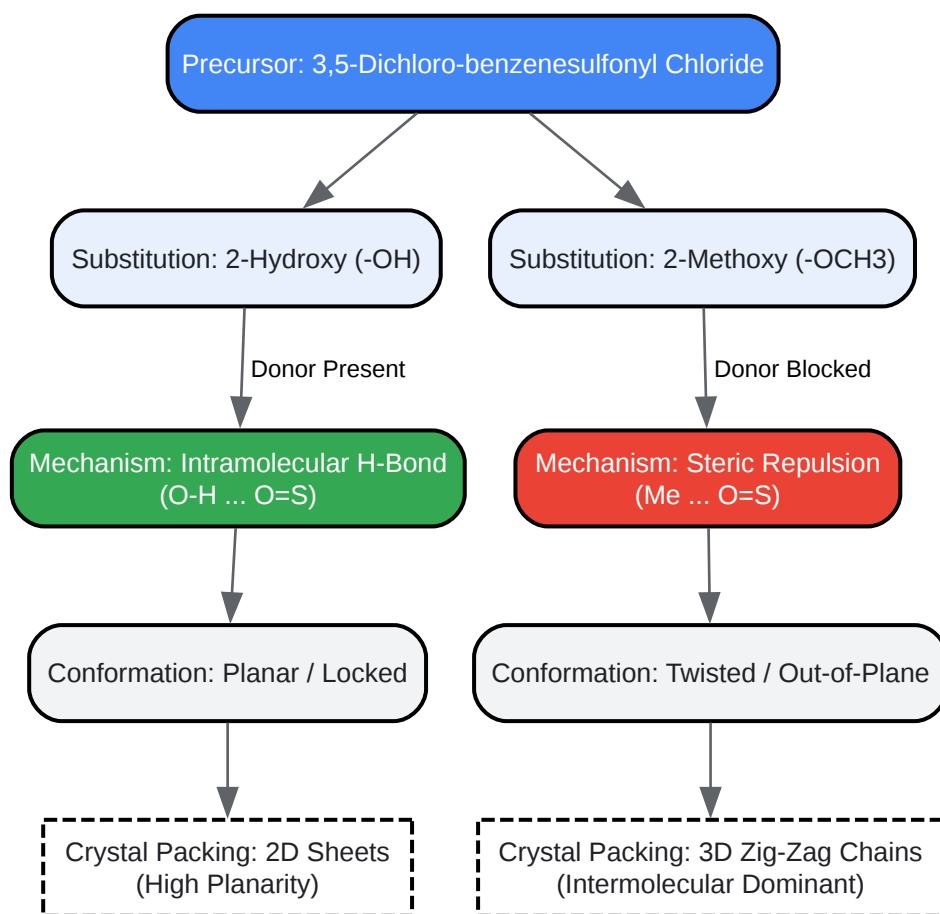 Precursor: 3,5-Dichloro-benzenesulfonyl Chloride
Substitution: 2-Hydroxy (-OH)
Substitution: 2-Methoxy (-OCH3)
Donor Present
Donor Blocked
Mechanism: Intramolecular H-Bond
(O-H ... O=S)
Mechanism: Steric Repulsion
(Me ... O=S)
Conformation: Planar / Locked
Conformation: Twisted / Out-of-Plane
Crystal Packing: 2D Sheets
(High Planarity)
Crystal Packing: 3D Zig-Zag Chains
(Intermolecular Dominant)